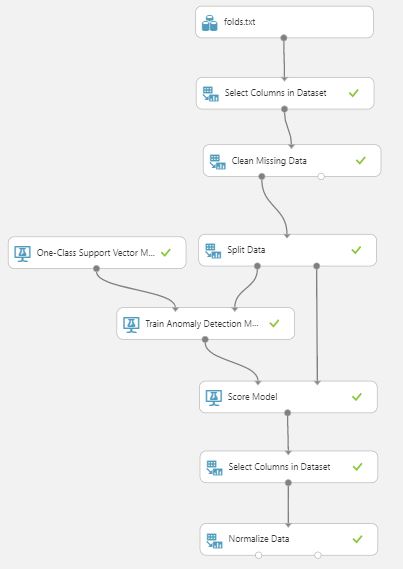 folds.txt
Select Columns in Dataset
Clean Missing Data
One-Class Support Vector M...
Split Data
Train Anomaly Detection M...
Score Model
Select Columns in Dataset
Normalize Data